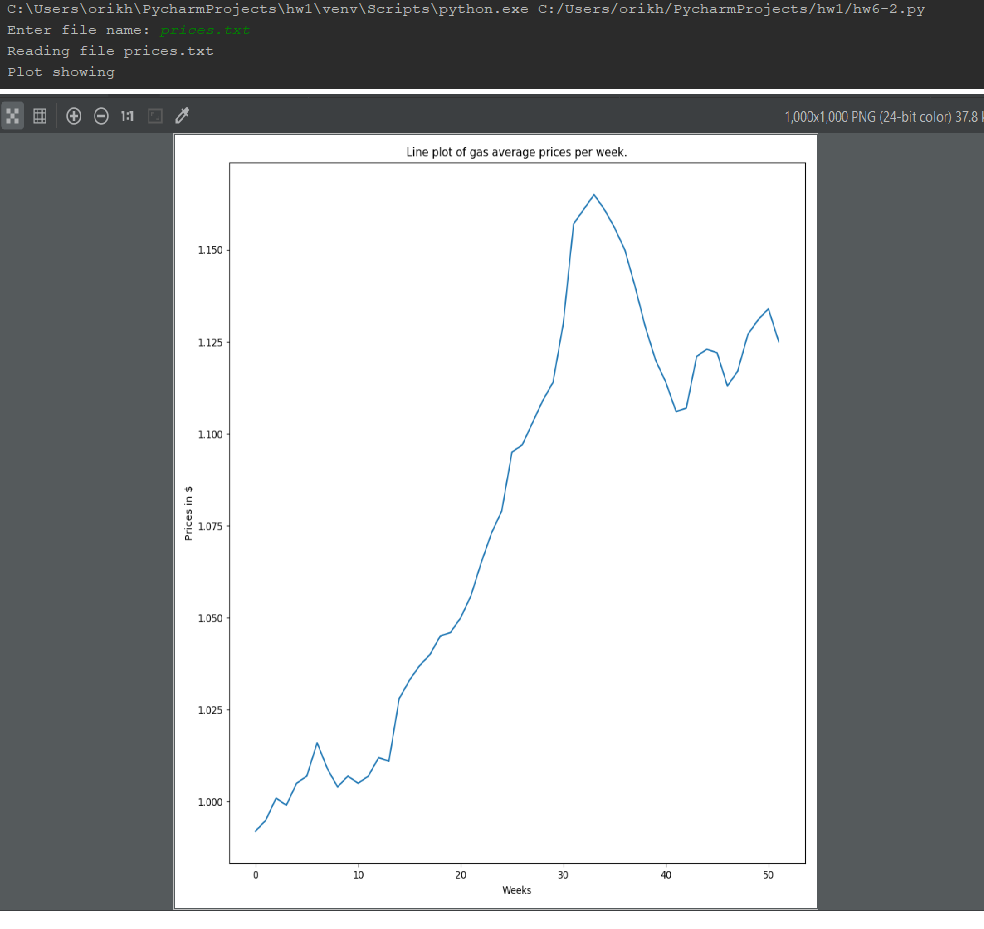 C:\Users\orikh\PycharmProjects\hw1\venv\Scripts\python.exe C:/Users/orikh/PycharmProjects/hw1/hw6-2.py
Enter file name: prices.txt
Reading file prices.txt
Plot showing
1:1
1,000x1,000 PNG (24-bit color) 37.8
Line plot of gas average prices per week.
1.150
1.125
1.100
Prices in $
1.075
1.050
1.025
1.000
0 10 20 30 40 50
Weeks